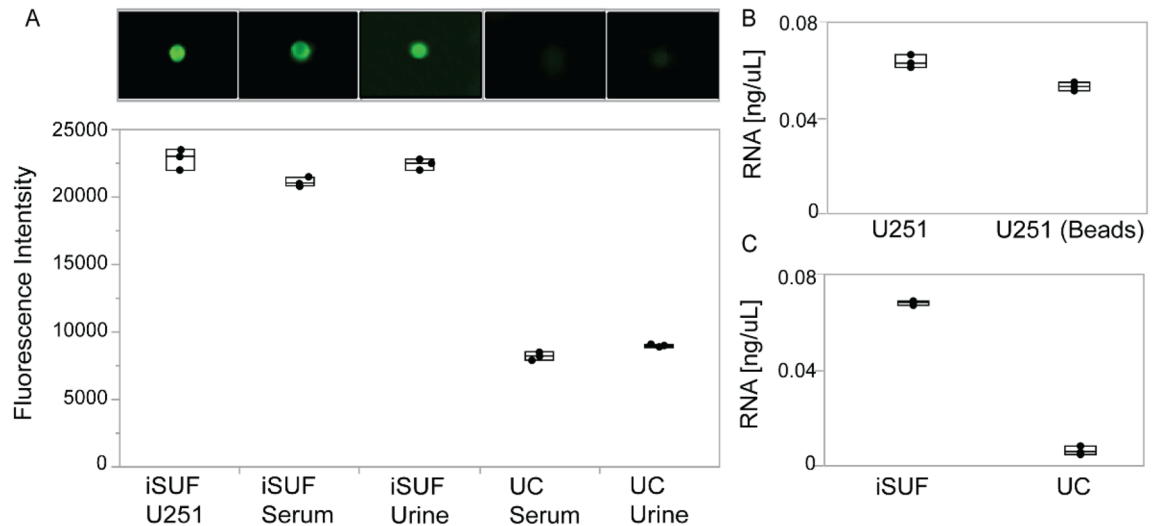 A
25000
20000
15000
10000
5000
0
Fluorescence Intentsity
iSUF U251
iSUF Serum
iSUF Urine
UC Serum
UC Urine
B
0.08
0.04
0
RNA [ng/uL]
U251
U251 (Beads)
C
0.08
0.04
0
RNA [ng/uL]
iSUF
UC